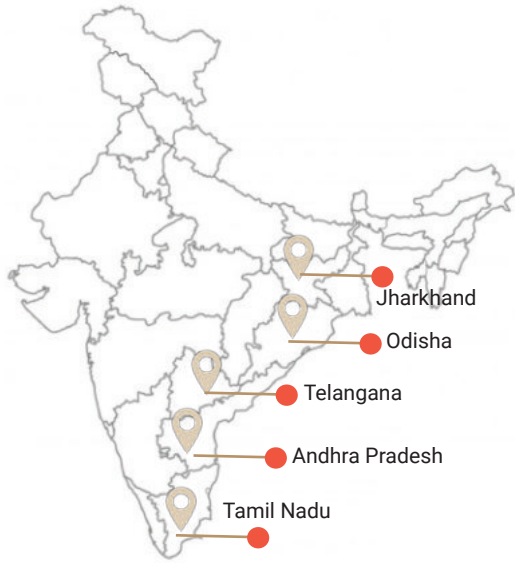 Jharkhand
Odisha
Telangana
Andhra Pradesh
Tamil Nadu